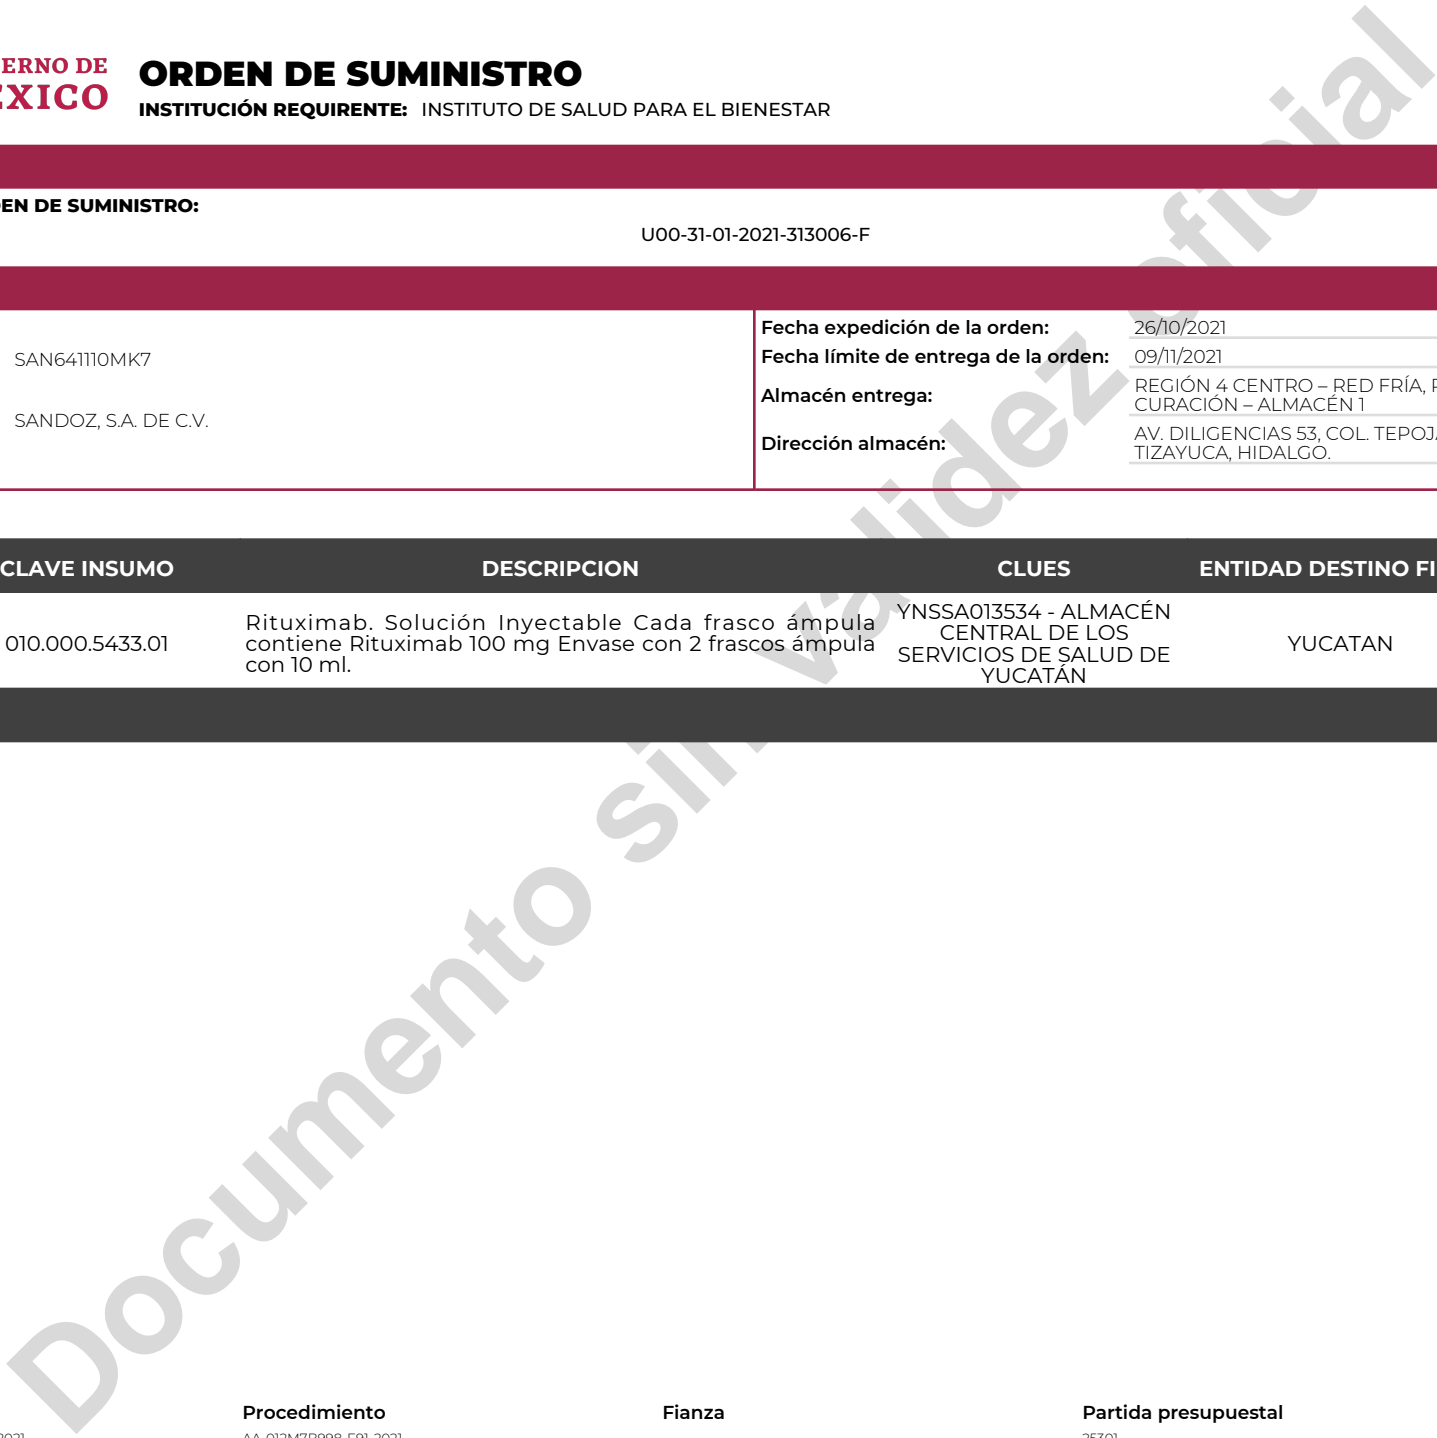 ERNO DE
ORDEN DE SUMINISTRO
INSTITUCIÓN REQUIRENTE: INSTITUTO DE SALUD PARA EL BIENESTAR
EN DE SUMINISTRO:
U00-31-01-2021-313006-F
SAN641110MK7
SANDOZ, S.A. DE C.V.
Fecha expedición de la orden: 26/10/2021
Fecha límite de entrega de la orden: 09/11/2021
Almacén entrega: REGIÓN 4 CENTRO – RED FRÍA,
CURACIÓN – ALMACÉN 1
Dirección almacén: AV. DILIGENCIAS 53, COL. TEPOJ
TIZAYUCA, HIDALGO.
CLAVE INSUMO DESCRIPCION CLUES ENTIDAD DESTINO FI
010.000.5433.01
Rituximab. Solución Inyectable Cada frasco ámpula
contiene Rituximab 100 mg Envase con 2 frascos ámpula
con 10 ml.
YNSSA013534 - ALMACÉN
CENTRAL DE LOS
SERVICIOS DE SALUD DE
YUCATÁN
YUCATAN
Documento sin validez oficial
Procedimiento Fianza Partida presupuestal